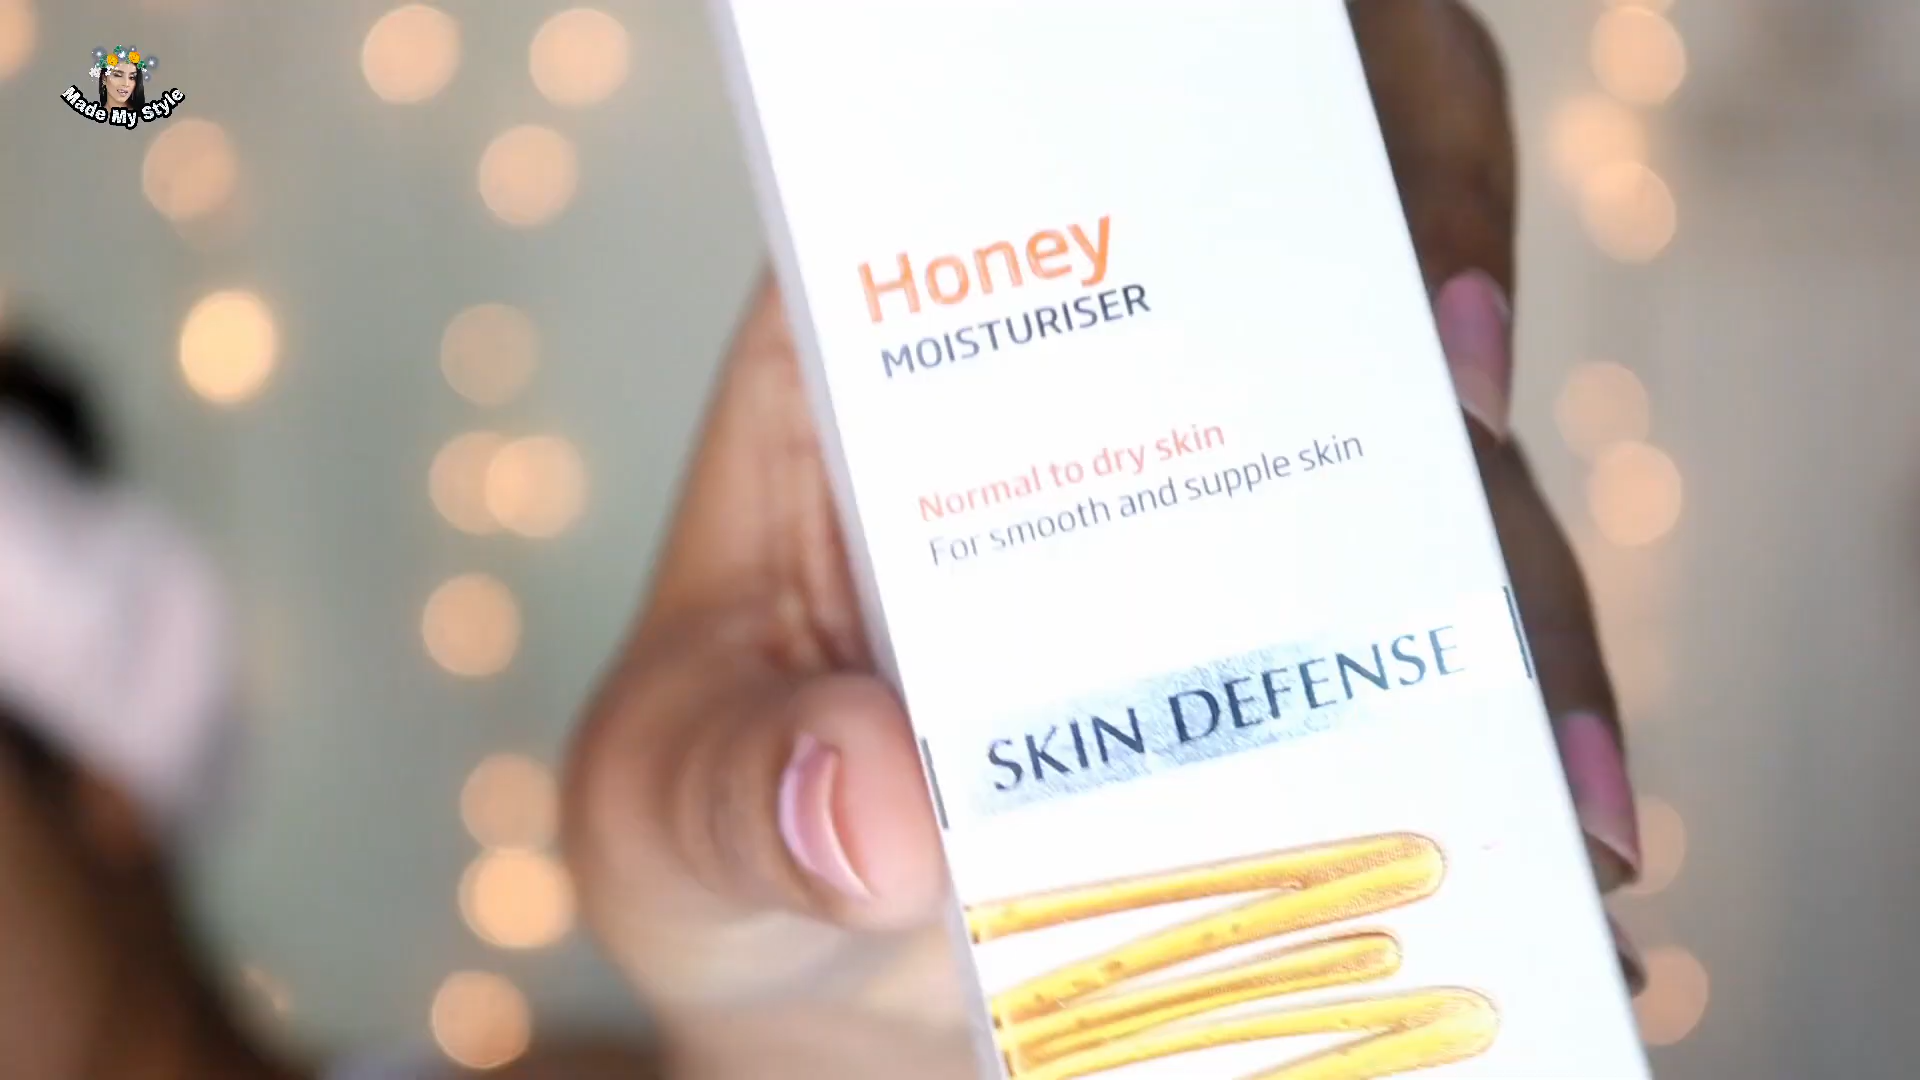 Made My Style
Honey
MOISTURISER
Normal to dry skin
For smooth and supple skin
SKIN DEFENSE